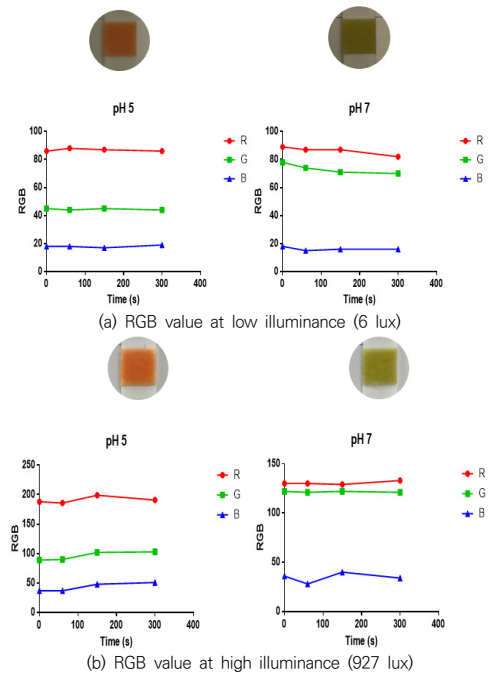 pH 5
100
80
60
40
20
0
RGB
0 100 200 300 400
Time (s)
R
G
B
pH 7
100
80
60
40
20
0
RGB
0 100 200 300 400
Time (s)
R
G
B
(a) RGB value at low illuminance (6 lux)
pH 5
250
200
150
100
50
0
RGB
0 100 200 300 400
Time (s)
R
G
B
pH 7
150
100
50
0
RGB
0 100 200 300 400
Time (s)
R
G
B
(b) RGB value at high illuminance (927 lux)